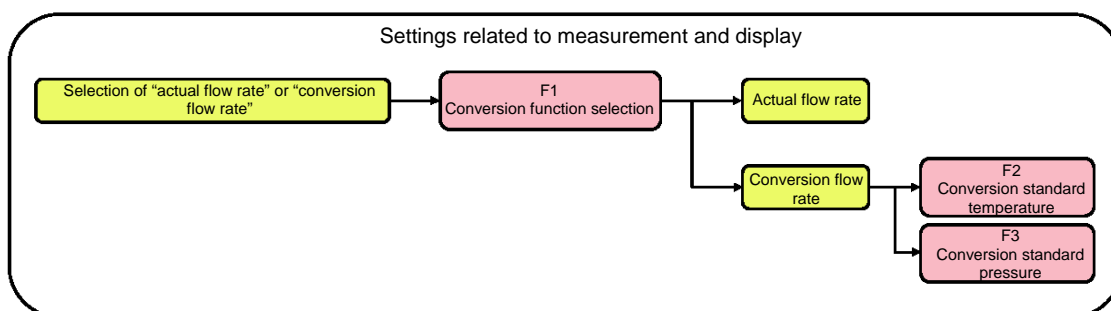 Settings related to measurement and display
Selection of “actual flow rate” or “conversion
flow rate”
F1
Conversion function selection
Actual flow rate
Conversion flow
rate
F2
Conversion standard
temperature
F3
Conversion standard
pressure